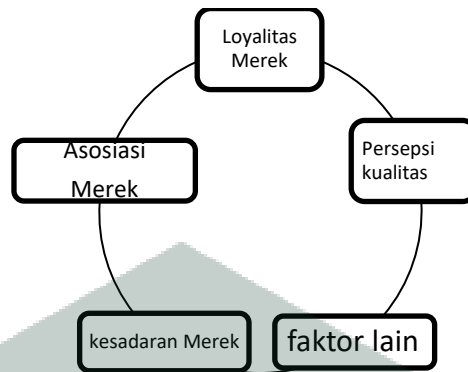 Loyalitas
Merek
Persepsi
kualitas
faktor lain
kesadaran Merek
Asosiasi
Merek